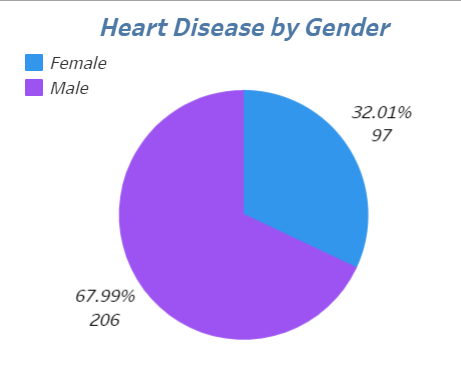 Heart Disease by Gender
Female
Male
32.01%
97
67.99%
206